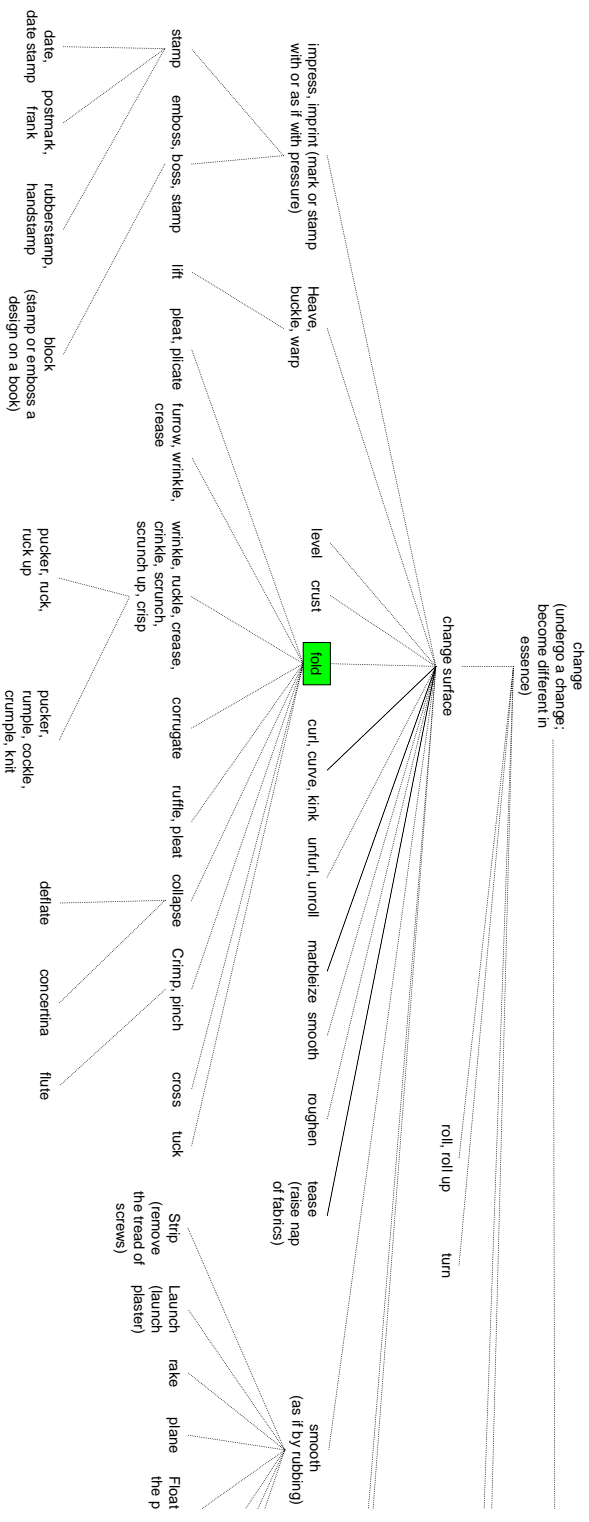 change
(undergo a change;
become different in
essence)
change surface
roll, roll up
turn
impress, imprint (mark or stamp
with or as if with pressure)
Heave,
buckle, warp
level
crust
fold
curl, curve, kink
unfurl, unroll
marbleize
smooth
roughen
tease
(raise nap
of fabrics)
smooth
(as if by rubbing)
stamp
emboss, boss, stamp
lift
pleat, plicate
furrow, wrinkle,
crease
wrinkle, ruckle, crease,
crinkle, scrunch,
scrunch up, crisp
corrugate
ruffle, pleat
collapse
Crimp, pinch
cross
tuck
Strip
(remove
the tread of
screws)
Launch
(launch
plaster)
rake
plane
Float
the p
date,
date stamp
postmark,
frank
rubberstamp,
handstamp
block
(stamp or emboss a
design on a book)
pucker, ruck,
ruck up
pucker,
rumple, cockle,
crumple, knit
deflate
concertina
flute